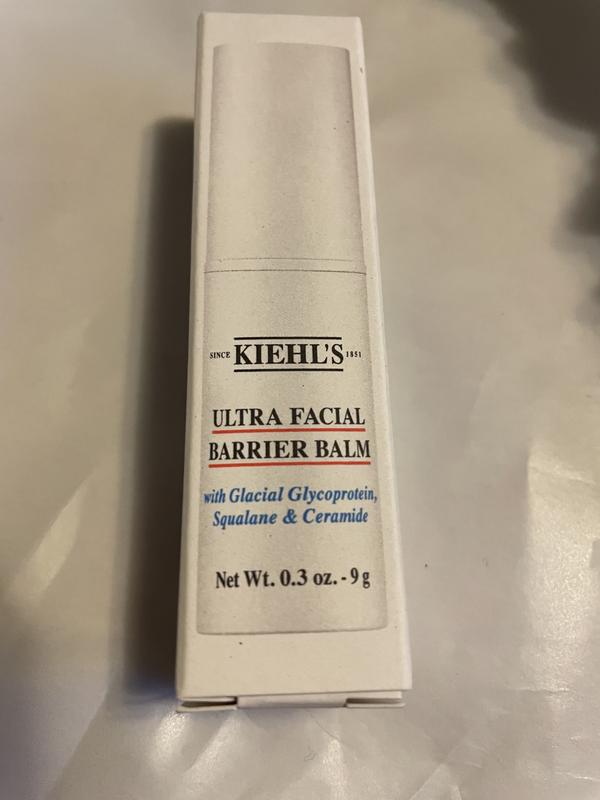 SINCE KIEHL'S 1851
ULTRA FACIAL
BARRIER BALM
with Glacial Glycoprotein,
Squalane & Ceramide
Net Wt. 0.3 oz. - 9 g